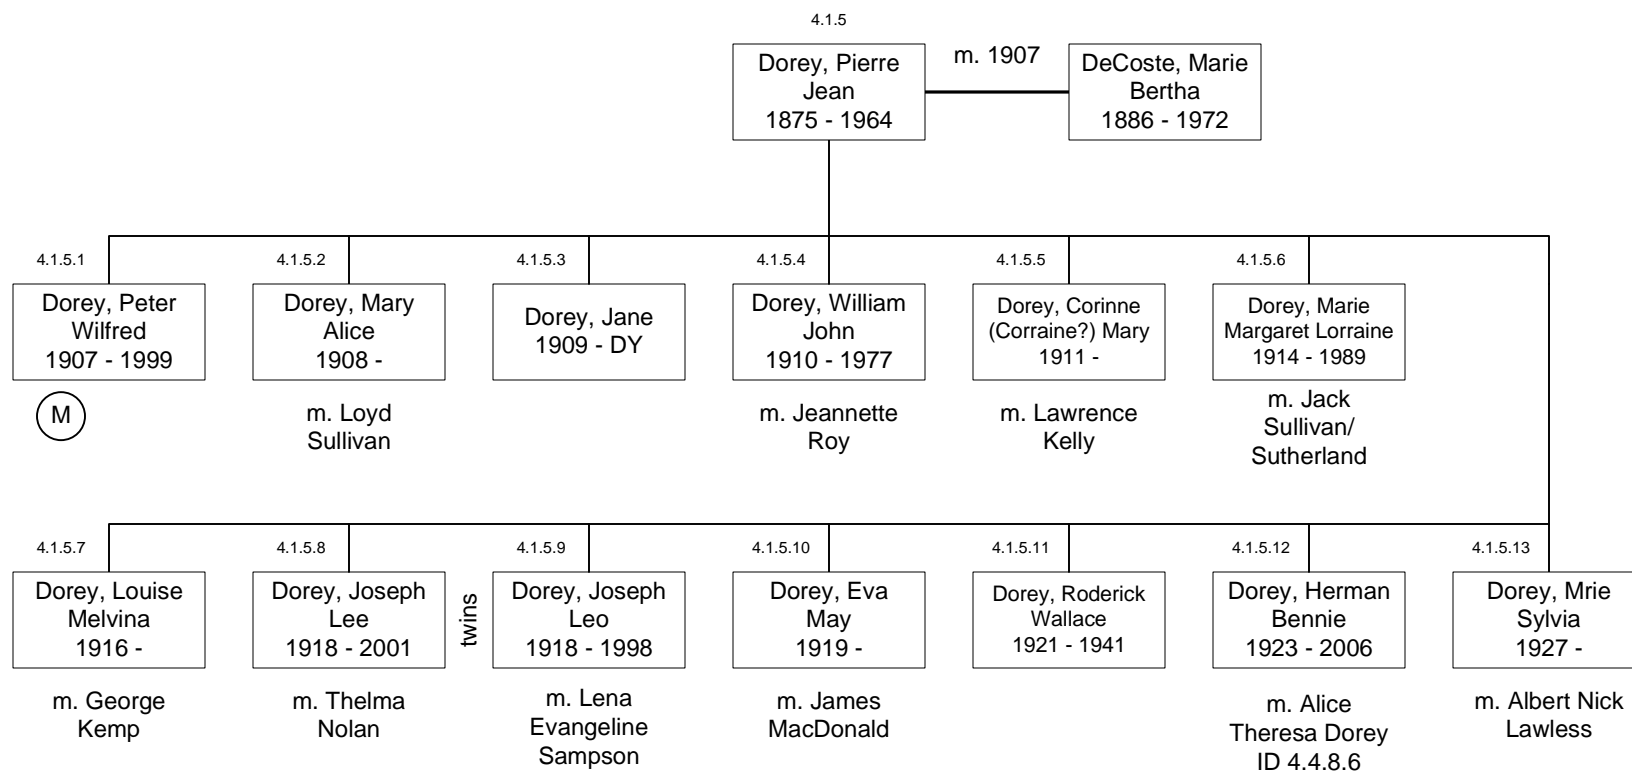 4.1.5
Dorey, Pierre
Jean
1875 - 1964
m. 1907
DeCoste, Marie
Bertha
1886 - 1972
4.1.5.1
Dorey, Peter
Wilfred
1907 - 1999
M
4.1.5.2
Dorey, Mary
Alice
1908 -
m. Loyd
Sullivan
4.1.5.3
Dorey, Jane
1909 - DY
4.1.5.4
Dorey, William
John
1910 - 1977
m. Jeannette
Roy
4.1.5.5
Dorey, Corinne
(Corraine?) Mary
1911 -
m. Lawrence
Kelly
4.1.5.6
Dorey, Marie
Margaret Lorraine
1914 - 1989
m. Jack
Sullivan/
Sutherland
4.1.5.7
Dorey, Louise
Melvina
1916 -
m. George
Kemp
4.1.5.8
Dorey, Joseph
Lee
1918 - 2001
m. Thelma
Nolan
twins
4.1.5.9
Dorey, Joseph
Leo
1918 - 1998
m. Lena
Evangeline
Sampson
4.1.5.10
Dorey, Eva
May
1919 -
m. James
MacDonald
4.1.5.11
Dorey, Roderick
Wallace
1921 - 1941
4.1.5.12
Dorey, Herman
Bennie
1923 - 2006
m. Alice
Theresa Dorey
ID 4.4.8.6
4.1.5.13
Dorey, Mrie
Sylvia
1927 -
m. Albert Nick
Lawless